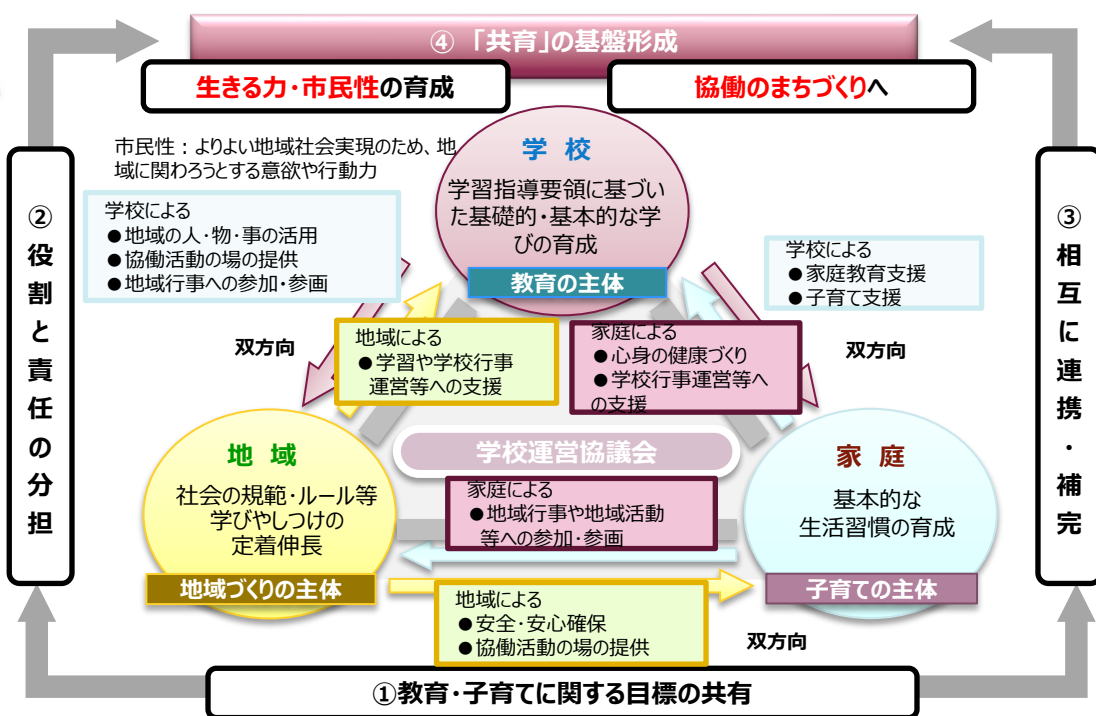 ④ 「共育」の基盤形成
生きる力・市民性の育成
協働のまちづくりへ
市民性：よりよい地域社会実現のため、地
域に関わろうとする意欲や行動力
②役割と責任の分担
③相互に連携・補完
学 校
学習指導要領に基づい
た基礎的・基本的な学
びの育成
教育の主体
学校による
●地域の人・物・事の活用
●協働活動の場の提供
●地域行事への参加・参画
学校による
●家庭教育支援
●子育て支援
双方向
地域による
●学習や学校行事
運営等への支援
家庭による
●心身の健康づくり
●学校行事運営等へ
の支援
双方向
地 域
社会の規範・ルール等
学びやしつけの
定着伸長
地域づくりの主体
学校運営協議会
家庭による
●地域行事や地域活動
等への参加・参画
家 庭
基本的な
生活習慣の育成
子育ての主体
地域による
●安全・安心確保
●協働活動の場の提供
双方向
①教育・子育てに関する目標の共有